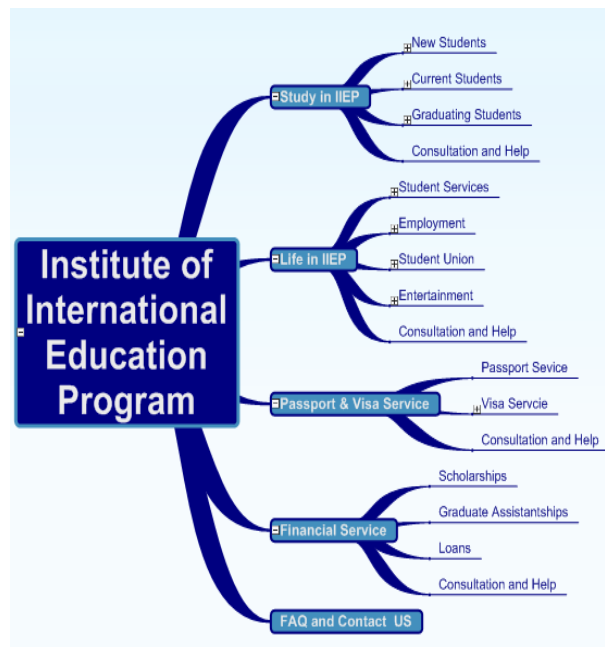 Institute of
International
Education
Program
Study in IIEP
New Students
Current Students
Graduating Students
Consultation and Help
Life in IIEP
Student Services
Employment
Student Union
Entertainment
Consultation and Help
Passport & Visa Service
Passport Sevice
Visa Servcie
Consultation and Help
Financial Service
Scholarships
Graduate Assistantships
Loans
Consultation and Help
FAQ and Contact  US